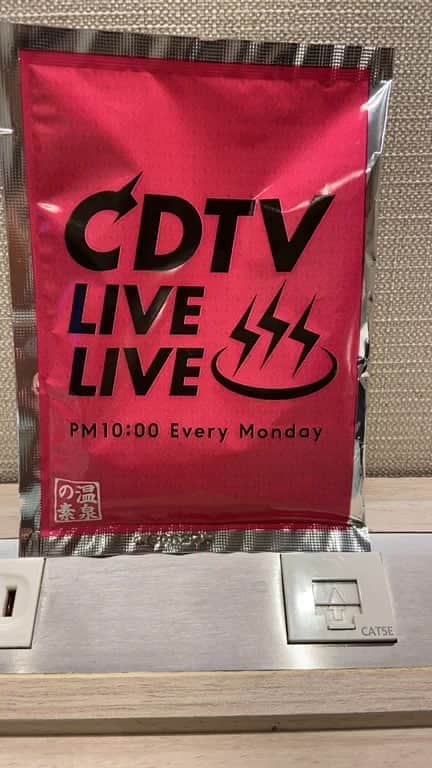 CDTV
LIVE
LIVE
PM10:00 Every Monday
温泉
の素
CAT5E